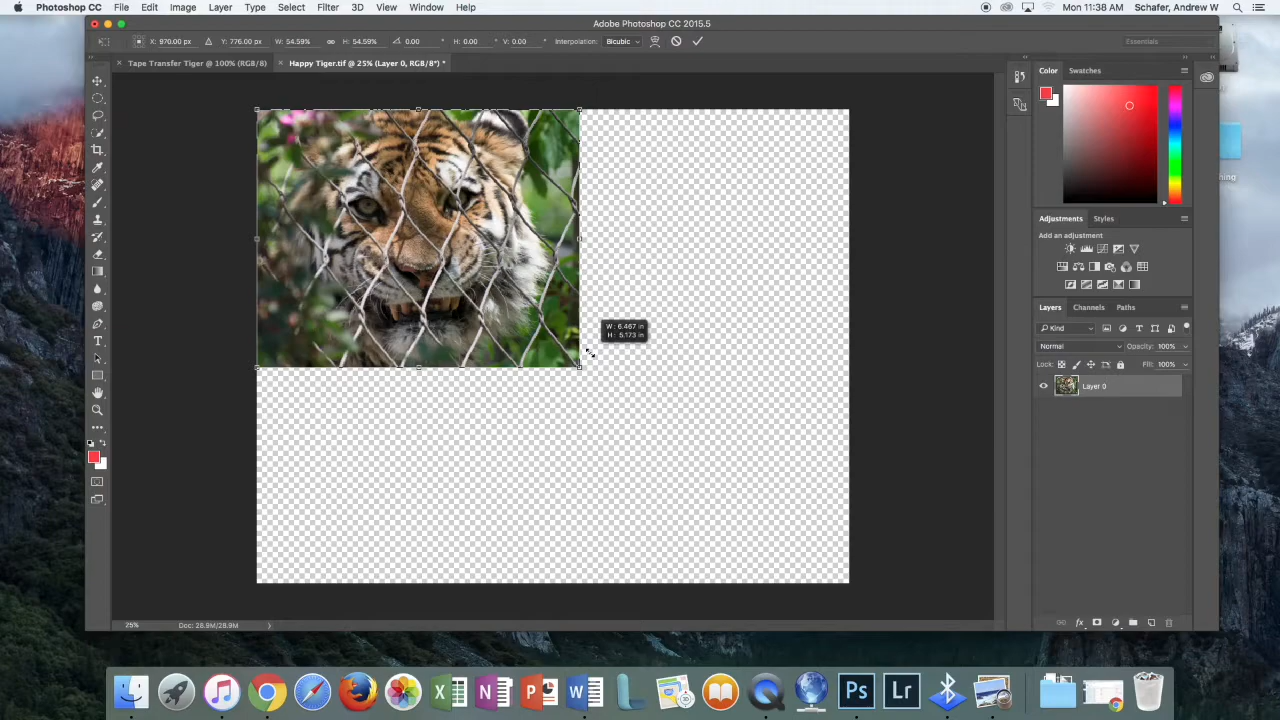 Photoshop CC File Edit Image Layer Type Select Filter 3D View Window Help Mon 11:38 AM Schafer, Andrew W
Adobe Photoshop CC 2015.5
X: 970.00 px Y: 776.00 px W: 54.59% H: 54.59% 0.00 ° H: 0.00 ° V: 0.00 ° Interpolation: Bicubic Essentials
Tape Transfer Tiger @ 100% (RGB/8) Happy Tiger.tif @ 25% (Layer 0, RGB/8*) *
Color Swatches
Adjustments Styles
Add an adjustment
Layers Channels Paths
Kind
Normal Opacity: 100%
Lock: Fill: 100%
Layer 0
W: 6.467 in
H: 5.173 in
T
25% Doc: 28.9M/28.9M
X N P W L Ps Lr